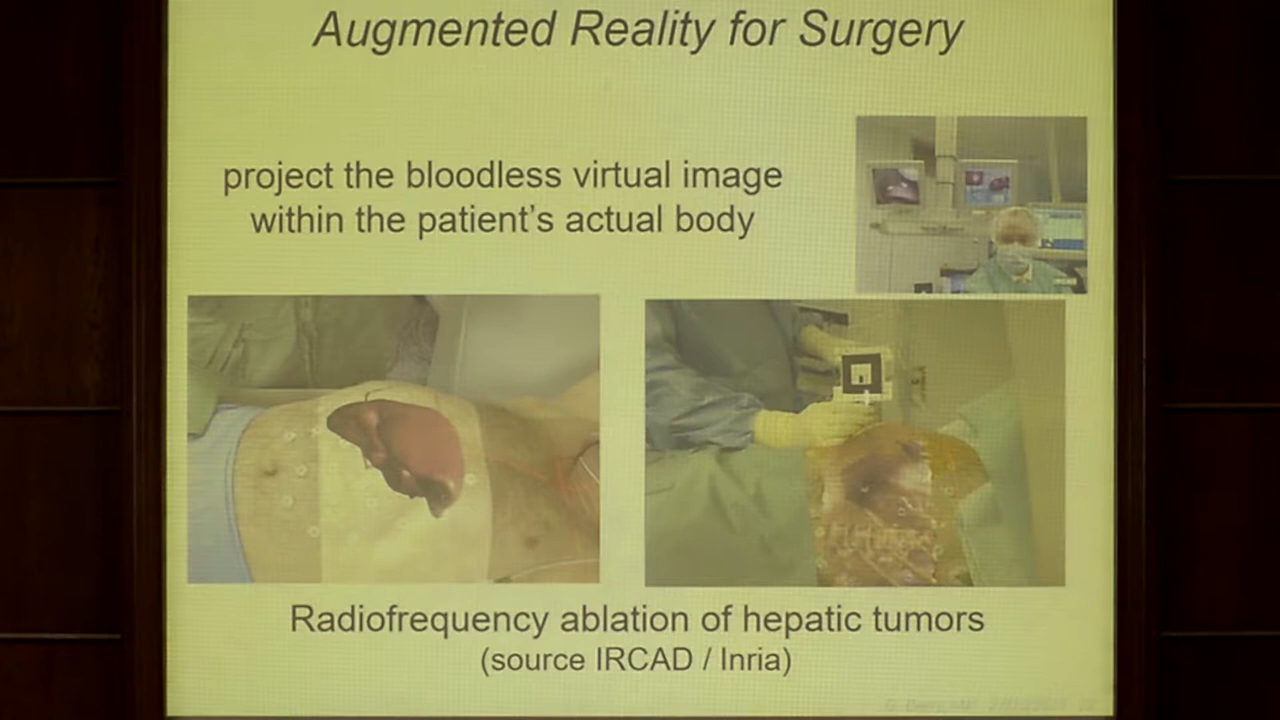 Augmented Reality for Surgery
project the bloodless virtual image
within the patient's actual body
IRCAD
Radiofrequency ablation of hepatic tumors
(source IRCAD / Inria)